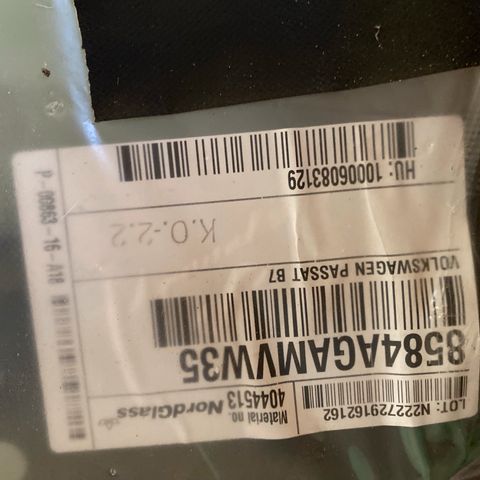 LOT: N222729162162
Material no.
4044513
NordGlass
8584AGAMVW35
VOLKSWAGEN PASSAT B7
K.O.-2.2
HU: 10006083129
P-00863-16-A18